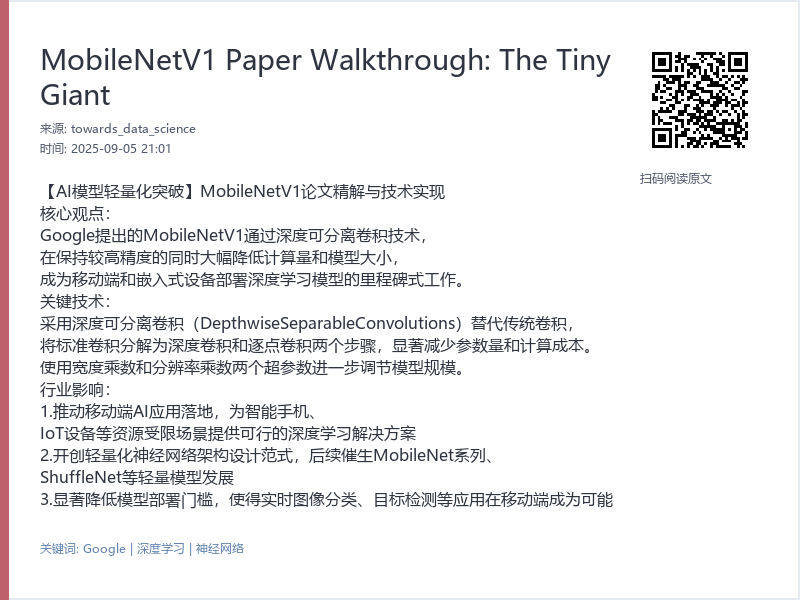 MobileNetV1 Paper Walkthrough: The Tiny
Giant
来源: towards_data_science
时间: 2025-09-05 21:01
扫码阅读原文
【AI模型轻量化突破】MobileNetV1论文精解与技术实现
核心观点：
Google提出的MobileNetV1通过深度可分离卷积技术，
在保持较高精度的同时大幅降低计算量和模型大小，
成为移动端和嵌入式设备部署深度学习模型的里程碑式工作。
关键技术：
采用深度可分离卷积（DepthwiseSeparableConvolutions）替代传统卷积，
将标准卷积分解为深度卷积和逐点卷积两个步骤，显著减少参数量和计算成本。
使用宽度乘数和分辨率乘数两个超参数进一步调节模型规模。
行业影响：
1.推动移动端AI应用落地，为智能手机、
IoT设备等资源受限场景提供可行的深度学习解决方案
2.开创轻量化神经网络架构设计范式，后续催生MobileNet系列、
ShuffleNet等轻量模型发展
3.显著降低模型部署门槛，使得实时图像分类、目标检测等应用在移动端成为可能
关键词: Google | 深度学习 | 神经网络